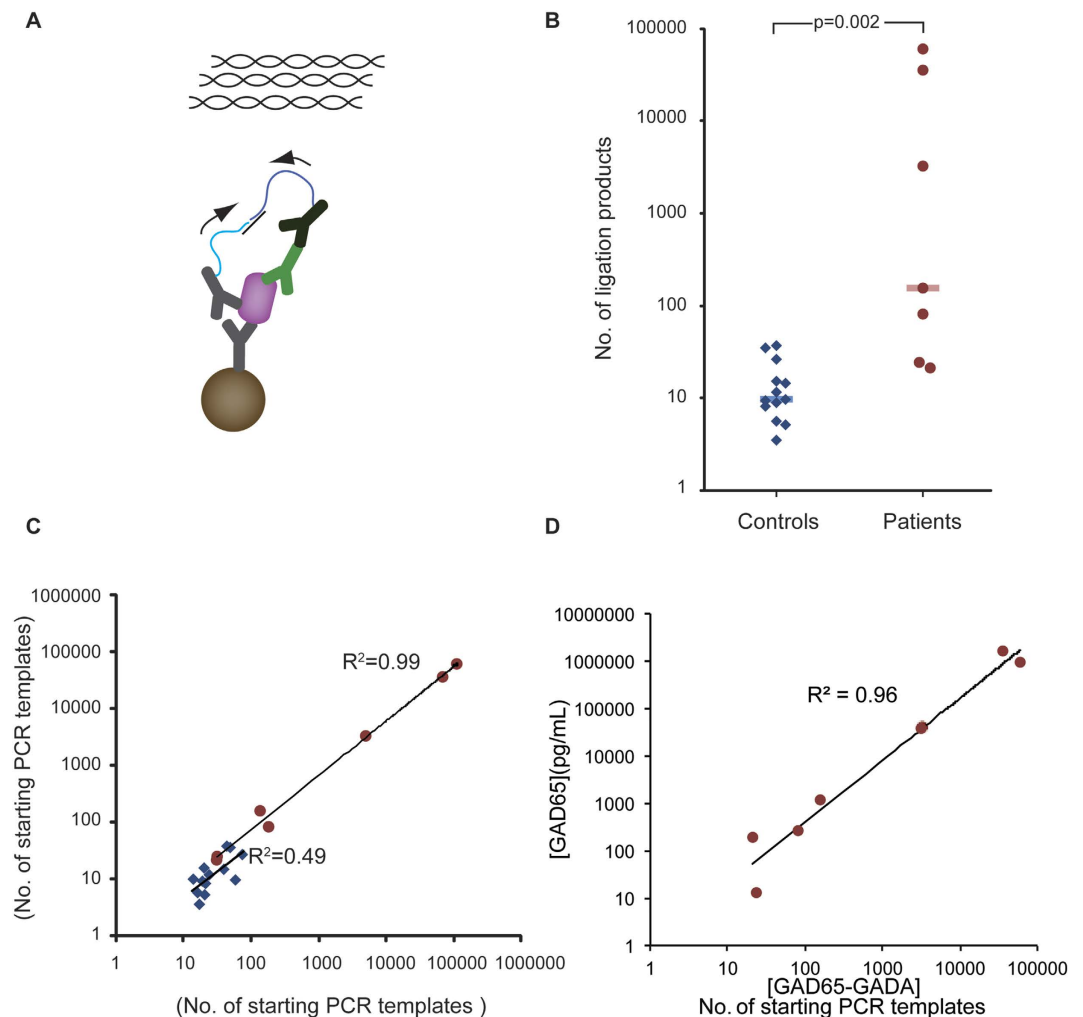 A
B
p=0.002
100000
10000
1000
100
10
1
No. of ligation products
Controls
Patients
C
1000000
100000
10000
1000
100
10
1
(No. of starting PCR templates)
R²=0.99
R²=0.49
1 10 100 1000 10000 100000 1000000
(No. of starting PCR templates )
D
10000000
1000000
100000
10000
1000
100
10
1
[GAD65](pg/mL)
R² = 0.96
1 10 100 1000 10000 100000
[GAD65-GADA]
No. of starting PCR templates